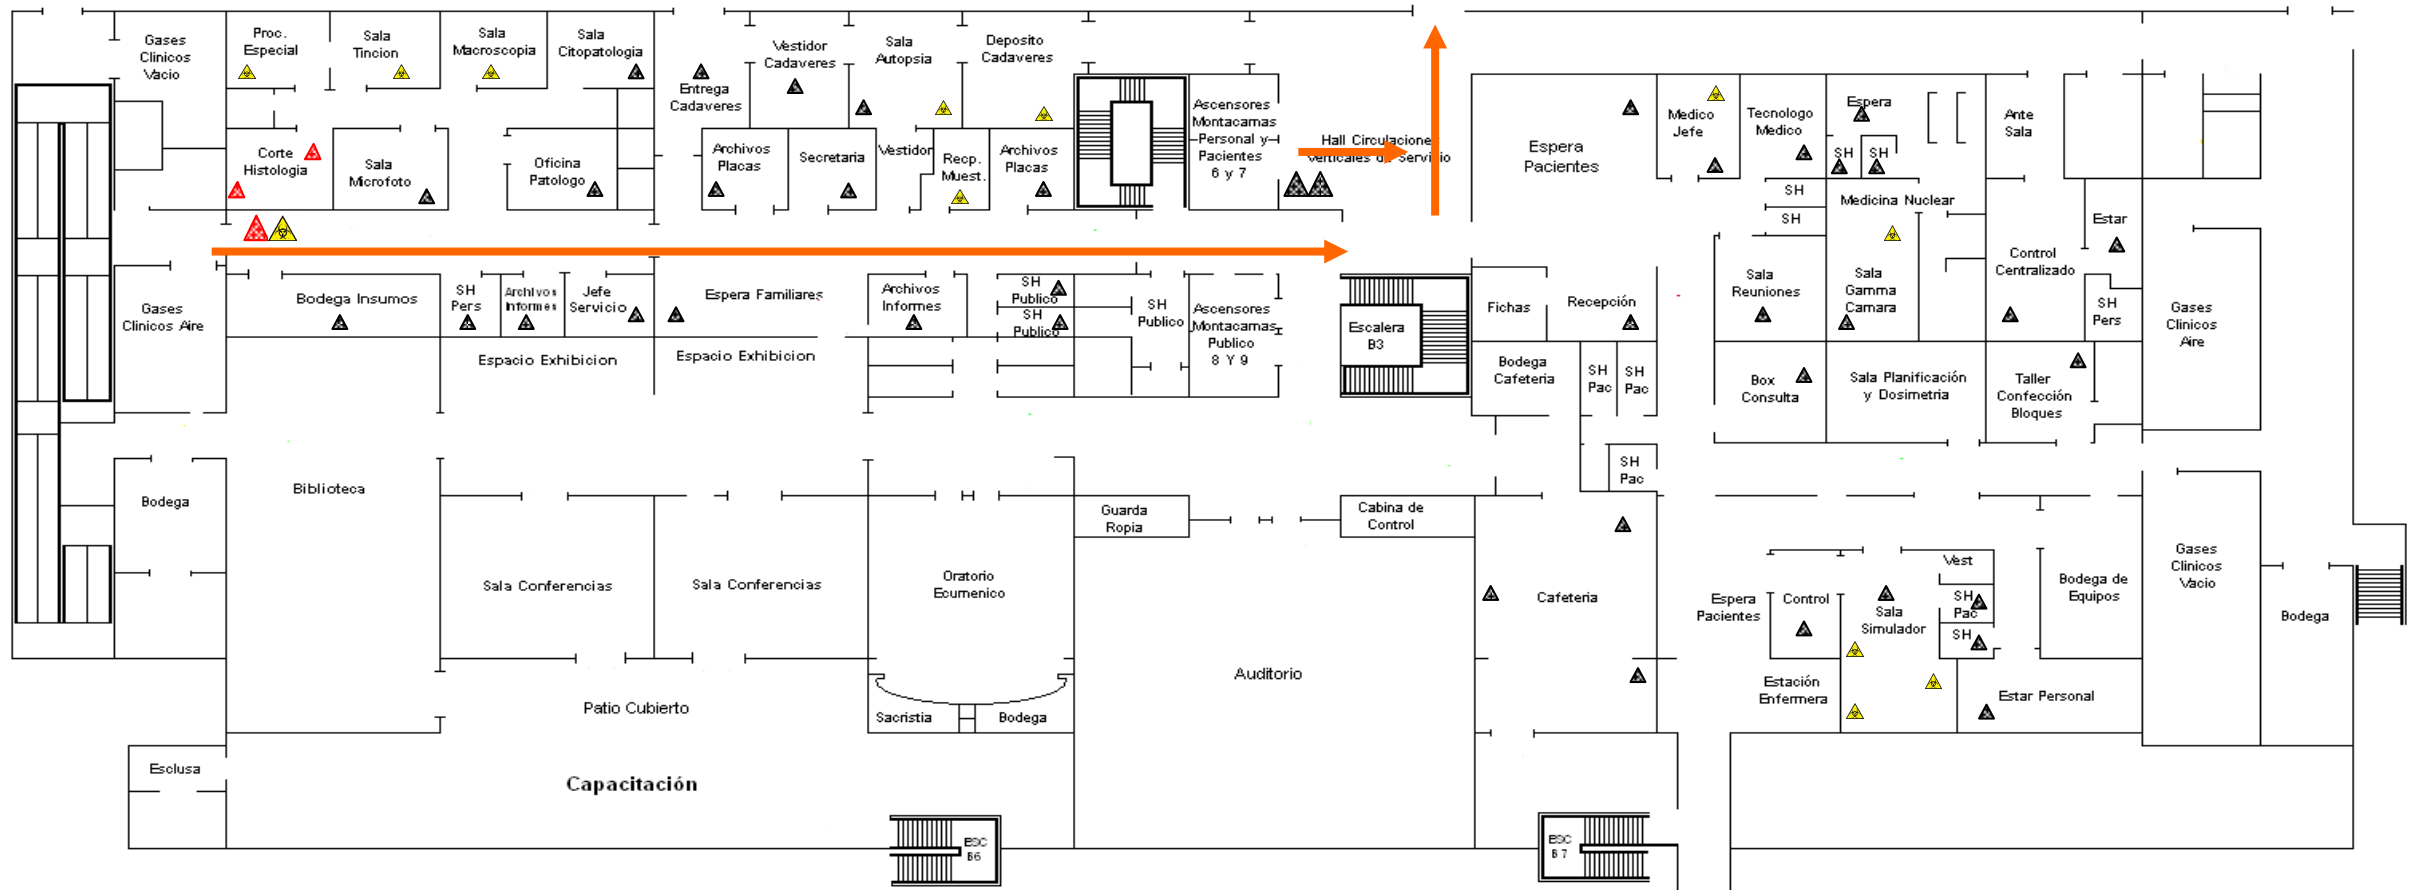 Gases
Clinicos
Vacio
Proc.
Especial
Sala
Tincion
Sala
Macroscopia
Sala
Citopatologia
Vestidor
Cadaveres
Sala
Autopsia
Deposito
Cadaveres
Entrega
Cadaveres
Corte
Histologia
Sala
Microfoto
Oficina
Patologo
Archivos
Placas
Secretaria
Vestidor
Recp.
Muest.
Archivos
Placas
Ascensores
Montacamas
Personal y
Pacientes
6 y 7
Hall Circulaciones
Verticales de Servicio
Espera
Pacientes
Medico
Jefe
Tecnologo
Medico
Espera
SH
SH
Ante
Sala
SH
SH
Medicina Nuclear
Estar
Control
Centralizado
Gases
Clinicos Aire
Bodega Insumos
SH
Pers
Archivos
Informes
Jefe
Servicio
Espera Familiares
Archivos
Informes
SH
Publico
SH
Publico
SH
Publico
Ascensores
Montacamas
Publico
8 Y 9
Escalera
B3
Fichas
Recepción
Sala
Reuniones
Sala
Gamma
Camara
SH
Pers
Gases
Clinicos
Aire
Espacio Exhibicion
Espacio Exhibicion
Bodega
Cafeteria
SH
Pac
SH
Pac
Box
Consulta
Sala Planificación
y Dosimetria
Taller
Confección
Bloques
Bodega
Biblioteca
SH
Pac
Guarda
Ropia
Cabina de
Control
Sala Conferencias
Sala Conferencias
Oratorio
Ecumenico
Cafeteria
Espera
Pacientes
Control
Sala
Simulador
Vest
SH
Pac
SH
Bodega de
Equipos
Gases
Clinicos
Vacio
Bodega
Auditorio
Estación
Enfermera
Estar Personal
Patio Cubierto
Sacristia
Bodega
Esclusa
Capacitación
ESC
B6
ESC
B7